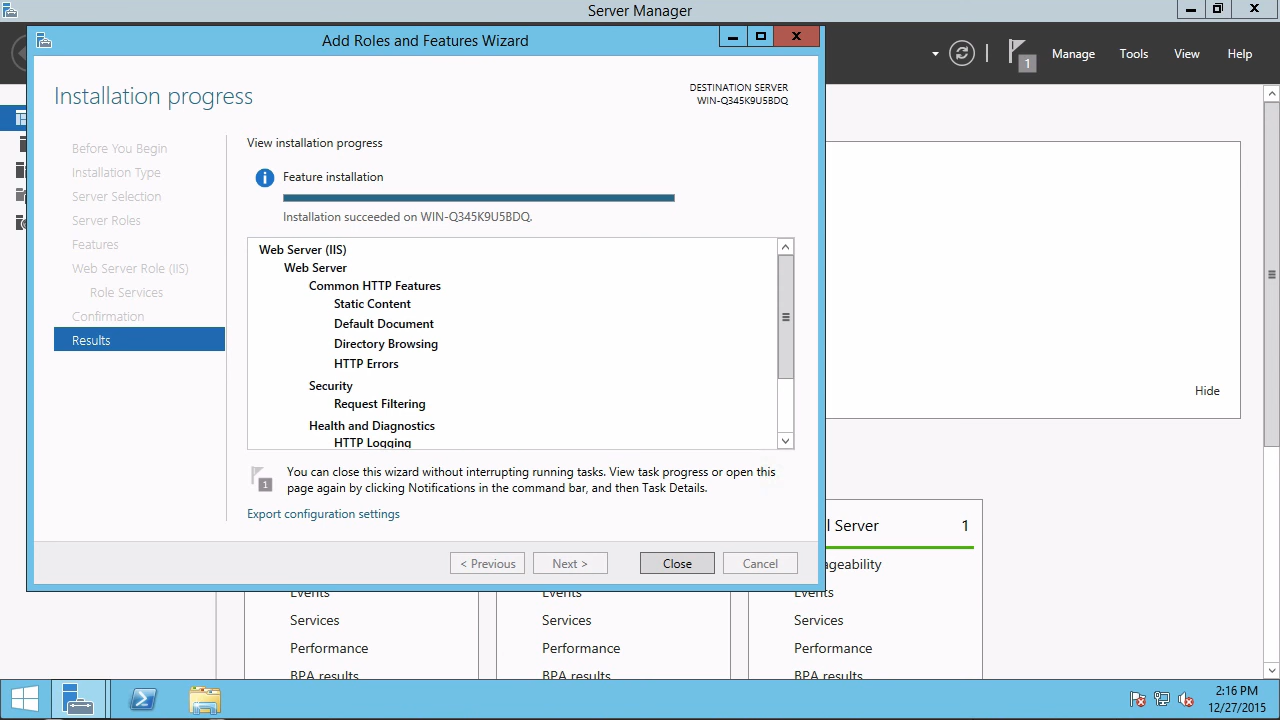 Server Manager
Add Roles and Features Wizard
1
Manage
Tools
View
Help
Installation progress
DESTINATION SERVER
WIN-Q345K9U5BDQ
Before You Begin
Installation Type
Server Selection
Server Roles
Features
Web Server Role (IIS)
Role Services
Confirmation
Results
View installation progress
Feature installation
Installation succeeded on WIN-Q345K9U5BDQ.
Web Server (IIS)
Web Server
Common HTTP Features
Static Content
Default Document
Directory Browsing
HTTP Errors
Security
Request Filtering
Health and Diagnostics
HTTP Logging
1
You can close this wizard without interrupting running tasks. View task progress or open this
page again by clicking Notifications in the command bar, and then Task Details.
Export configuration settings
< Previous
Next >
Close
Cancel
Hide
l Server 1
ageability
Events
Services
Performance
BPA results
Events
Services
Performance
BPA results
Events
Services
Performance
BPA results
2:16 PM
12/27/2015